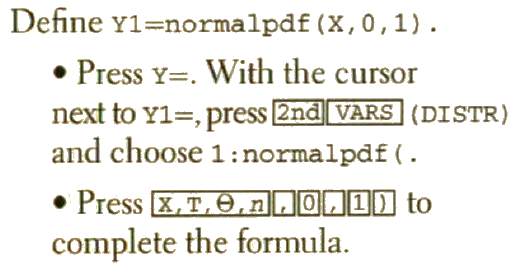 Define Y1=normalpdf(X,0,1).
• Press Y=. With the cursor
next to Y1=, press 2nd VARS (DISTR)
and choose 1:normalpdf(.
• Press X,T,Θ,n , 0 , 1 ) to
complete the formula.